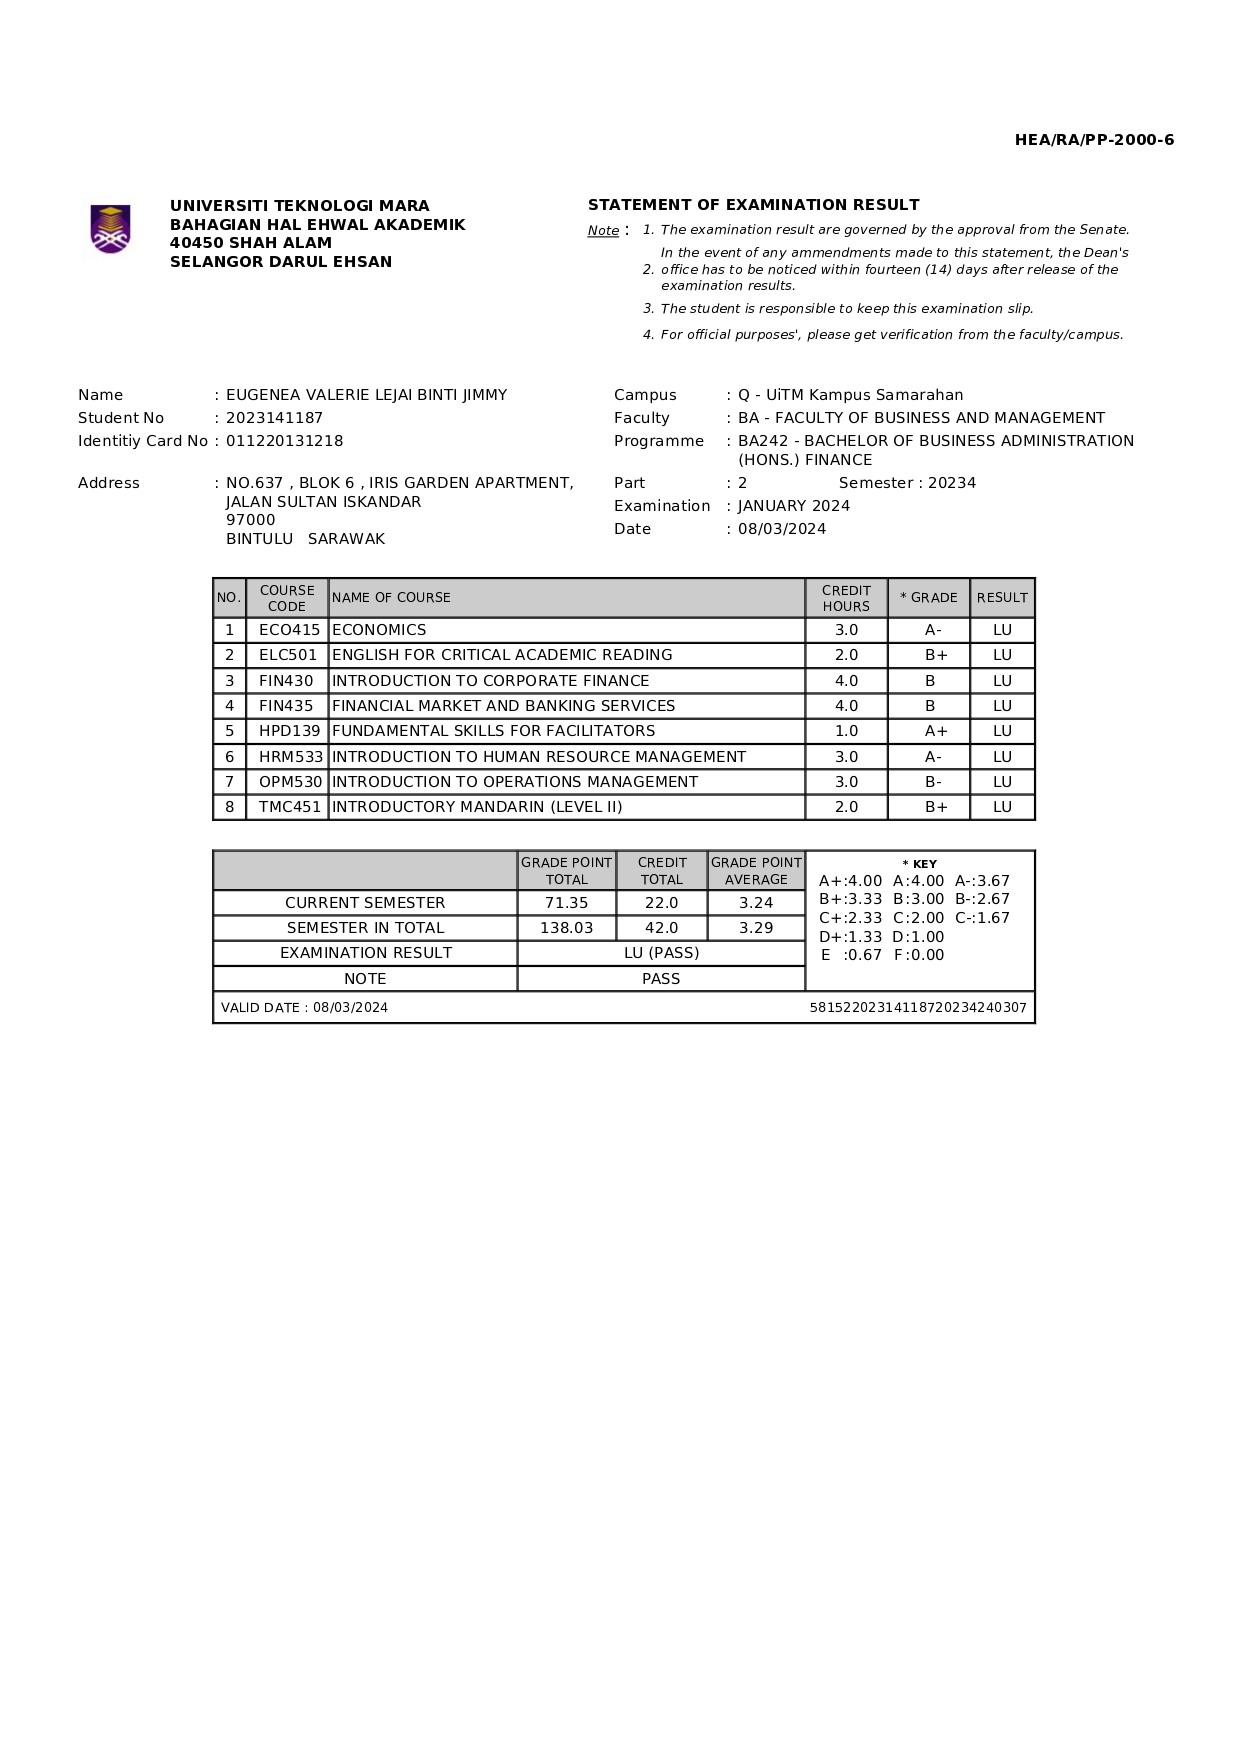 HEA/RA/PP-2000-6
UNIVERSITI TEKNOLOGI MARA
BAHAGIAN HAL EHWAL AKADEMIK
40450 SHAH ALAM
SELANGOR DARUL EHSAN
STATEMENT OF EXAMINATION RESULT
Note : 1. The examination result are governed by the approval from the Senate.
In the event of any ammendments made to this statement, the Dean's
2. office has to be noticed within fourteen (14) days after release of the
examination results.
3. The student is responsible to keep this examination slip.
4. For official purposes', please get verification from the faculty/campus.
Name : EUGENEA VALERIE LEJAI BINTI JIMMY
Student No : 2023141187
Identitiy Card No : 011220131218
Address : NO.637 , BLOK 6 , IRIS GARDEN APARTMENT,
JALAN SULTAN ISKANDAR
97000
BINTULU SARAWAK
Campus : Q - UiTM Kampus Samarahan
Faculty : BA - FACULTY OF BUSINESS AND MANAGEMENT
Programme : BA242 - BACHELOR OF BUSINESS ADMINISTRATION
(HONS.) FINANCE
Part : 2 Semester : 20234
Examination : JANUARY 2024
Date : 08/03/2024
NO. COURSE CODE NAME OF COURSE CREDIT HOURS * GRADE RESULT
1 ECO415 ECONOMICS 3.0 A- LU
2 ELC501 ENGLISH FOR CRITICAL ACADEMIC READING 2.0 B+ LU
3 FIN430 INTRODUCTION TO CORPORATE FINANCE 4.0 B LU
4 FIN435 FINANCIAL MARKET AND BANKING SERVICES 4.0 B LU
5 HPD139 FUNDAMENTAL SKILLS FOR FACILITATORS 1.0 A+ LU
6 HRM533 INTRODUCTION TO HUMAN RESOURCE MANAGEMENT 3.0 A- LU
7 OPM530 INTRODUCTION TO OPERATIONS MANAGEMENT 3.0 B- LU
8 TMC451 INTRODUCTORY MANDARIN (LEVEL II) 2.0 B+ LU
GRADE POINT TOTAL CREDIT TOTAL GRADE POINT AVERAGE
CURRENT SEMESTER 71.35 22.0 3.24
SEMESTER IN TOTAL 138.03 42.0 3.29
EXAMINATION RESULT LU (PASS)
NOTE PASS
* KEY
A+:4.00 A:4.00 A-:3.67
B+:3.33 B:3.00 B-:2.67
C+:2.33 C:2.00 C-:1.67
D+:1.33 D:1.00
E :0.67 F:0.00
VALID DATE : 08/03/2024 58152202314118720234240307